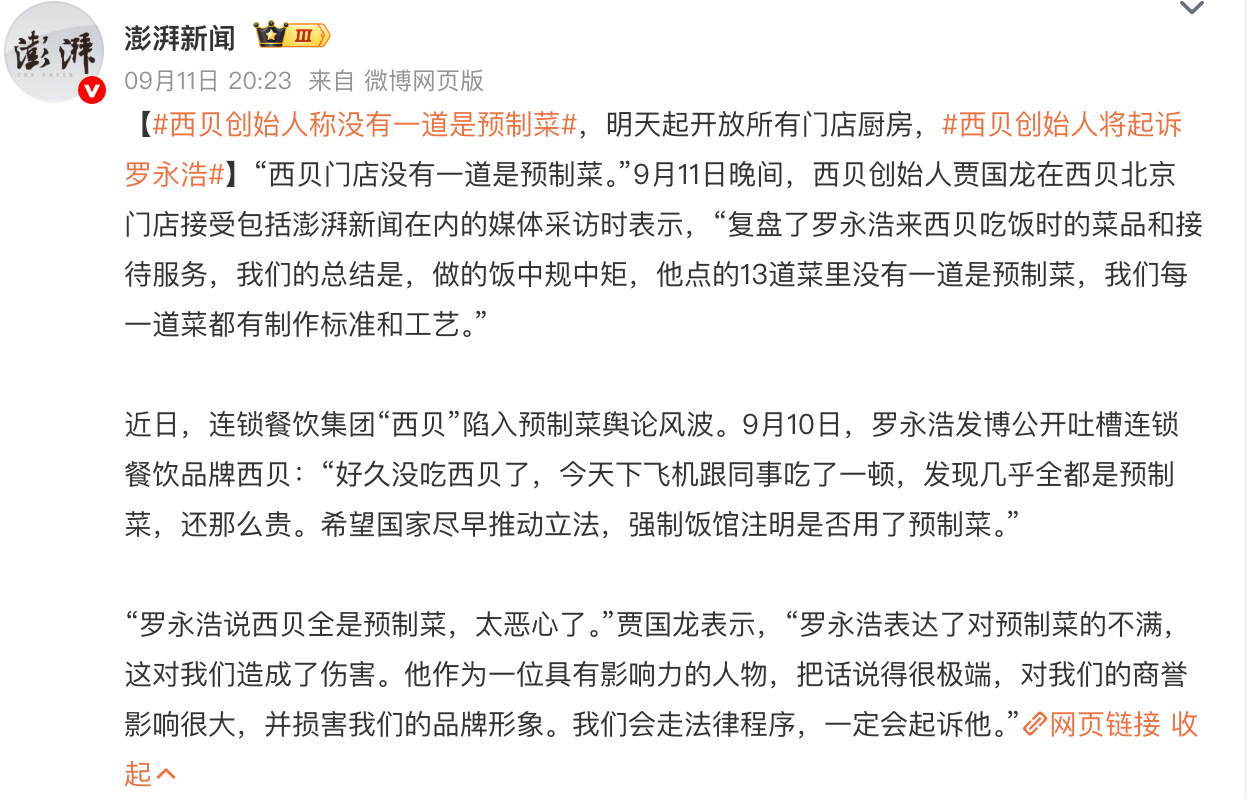 澎湃
THE PAPER
V
澎湃新闻 III
09月11日 20:23 来自 微博网页版
【#西贝创始人称没有一道是预制菜#，明天起开放所有门店厨房，#西贝创始人将起诉
罗永浩#】“西贝门店没有一道是预制菜。”9月11日晚间，西贝创始人贾国龙在西贝北京
门店接受包括澎湃新闻在内的媒体采访时表示，“复盘了罗永浩来西贝吃饭时的菜品和接
待服务，我们的总结是，做的饭中规中矩，他点的13道菜里没有一道是预制菜，我们每
一道菜都有制作标准和工艺。”
近日，连锁餐饮集团“西贝”陷入预制菜舆论风波。9月10日，罗永浩发博公开吐槽连锁
餐饮品牌西贝：“好久没吃西贝了，今天下飞机跟同事吃了一顿，发现几乎全都是预制
菜，还那么贵。希望国家尽早推动立法，强制饭馆注明是否用了预制菜。”
“罗永浩说西贝全是预制菜，太恶心了。”贾国龙表示，“罗永浩表达了对预制菜的不满，
这对我们造成了伤害。他作为一位具有影响力的人物，把话说得很极端，对我们的商誉
影响很大，并损害我们的品牌形象。我们会走法律程序，一定会起诉他。”网页链接 收
起